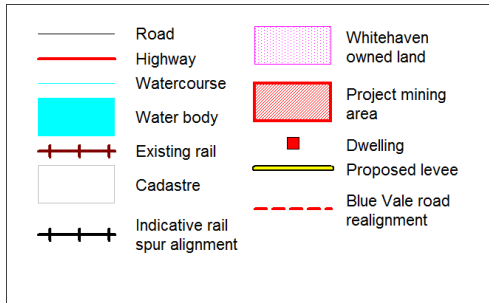 Road
Highway
Watercourse
Water body
Existing rail
Cadastre
Indicative rail
spur alignment
Whitehaven
owned land
Project mining
area
Dwelling
Proposed levee
Blue Vale road
realignment